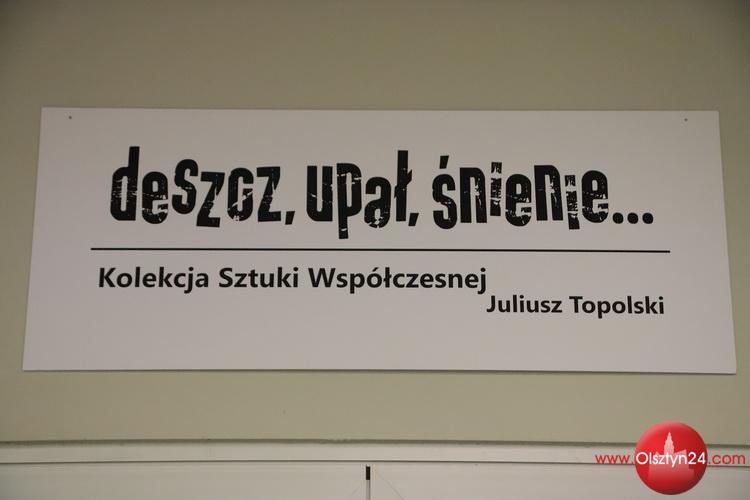 deszcz, upał, śnienie...
Kolekcja Sztuki Współczesnej
Juliusz Topolski
www.Olsztyn24.com